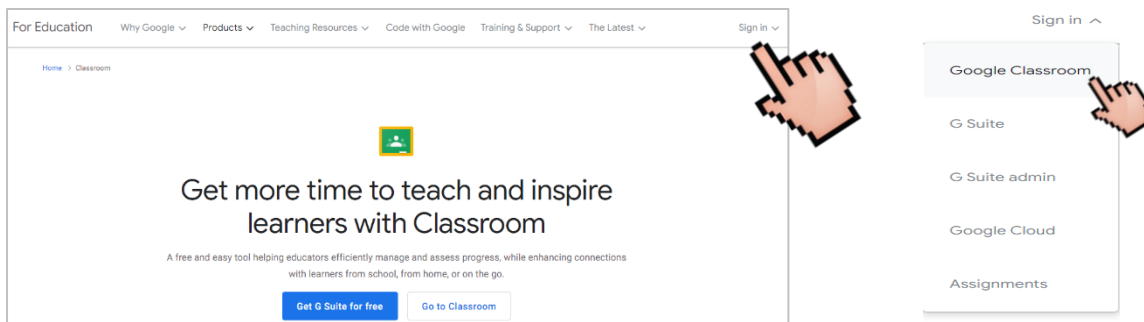 For Education Why Google Products Teaching Resources Code with Google Training & Support The Latest Sign in
Home > Classroom
Get more time to teach and inspire
learners with Classroom
A free and easy tool helping educators efficiently manage and assess progress, while enhancing connections
with learners from school, from home, or on the go.
Get G Suite for free Go to Classroom
Sign in
Google Classroom
G Suite
G Suite admin
Google Cloud
Assignments